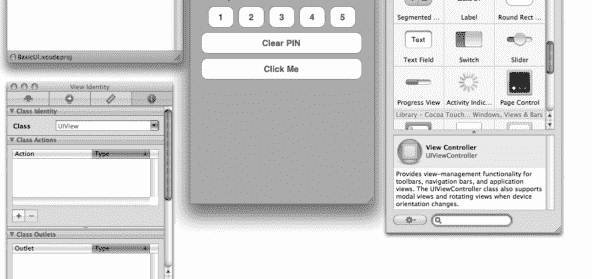 BasicUI.xcodeproj
View Identity
Class Identity
Class
UIView
Class Actions
Action
Type
Class Outlets
Outlet
Type
1
2
3
4
5
Clear PIN
Click Me
Segmented ...
Label
Round Rect ...
Text
Text Field
Switch
Slider
Progress View
Activity Indic...
Page Control
Library – Cocoa Touch... Windows, Views & Bars
View Controller
UIViewController
Provides view-management functionality for
toolbars, navigation bars, and application
views. The UIViewController class also supports
modal views and rotating views when device
orientation changes.